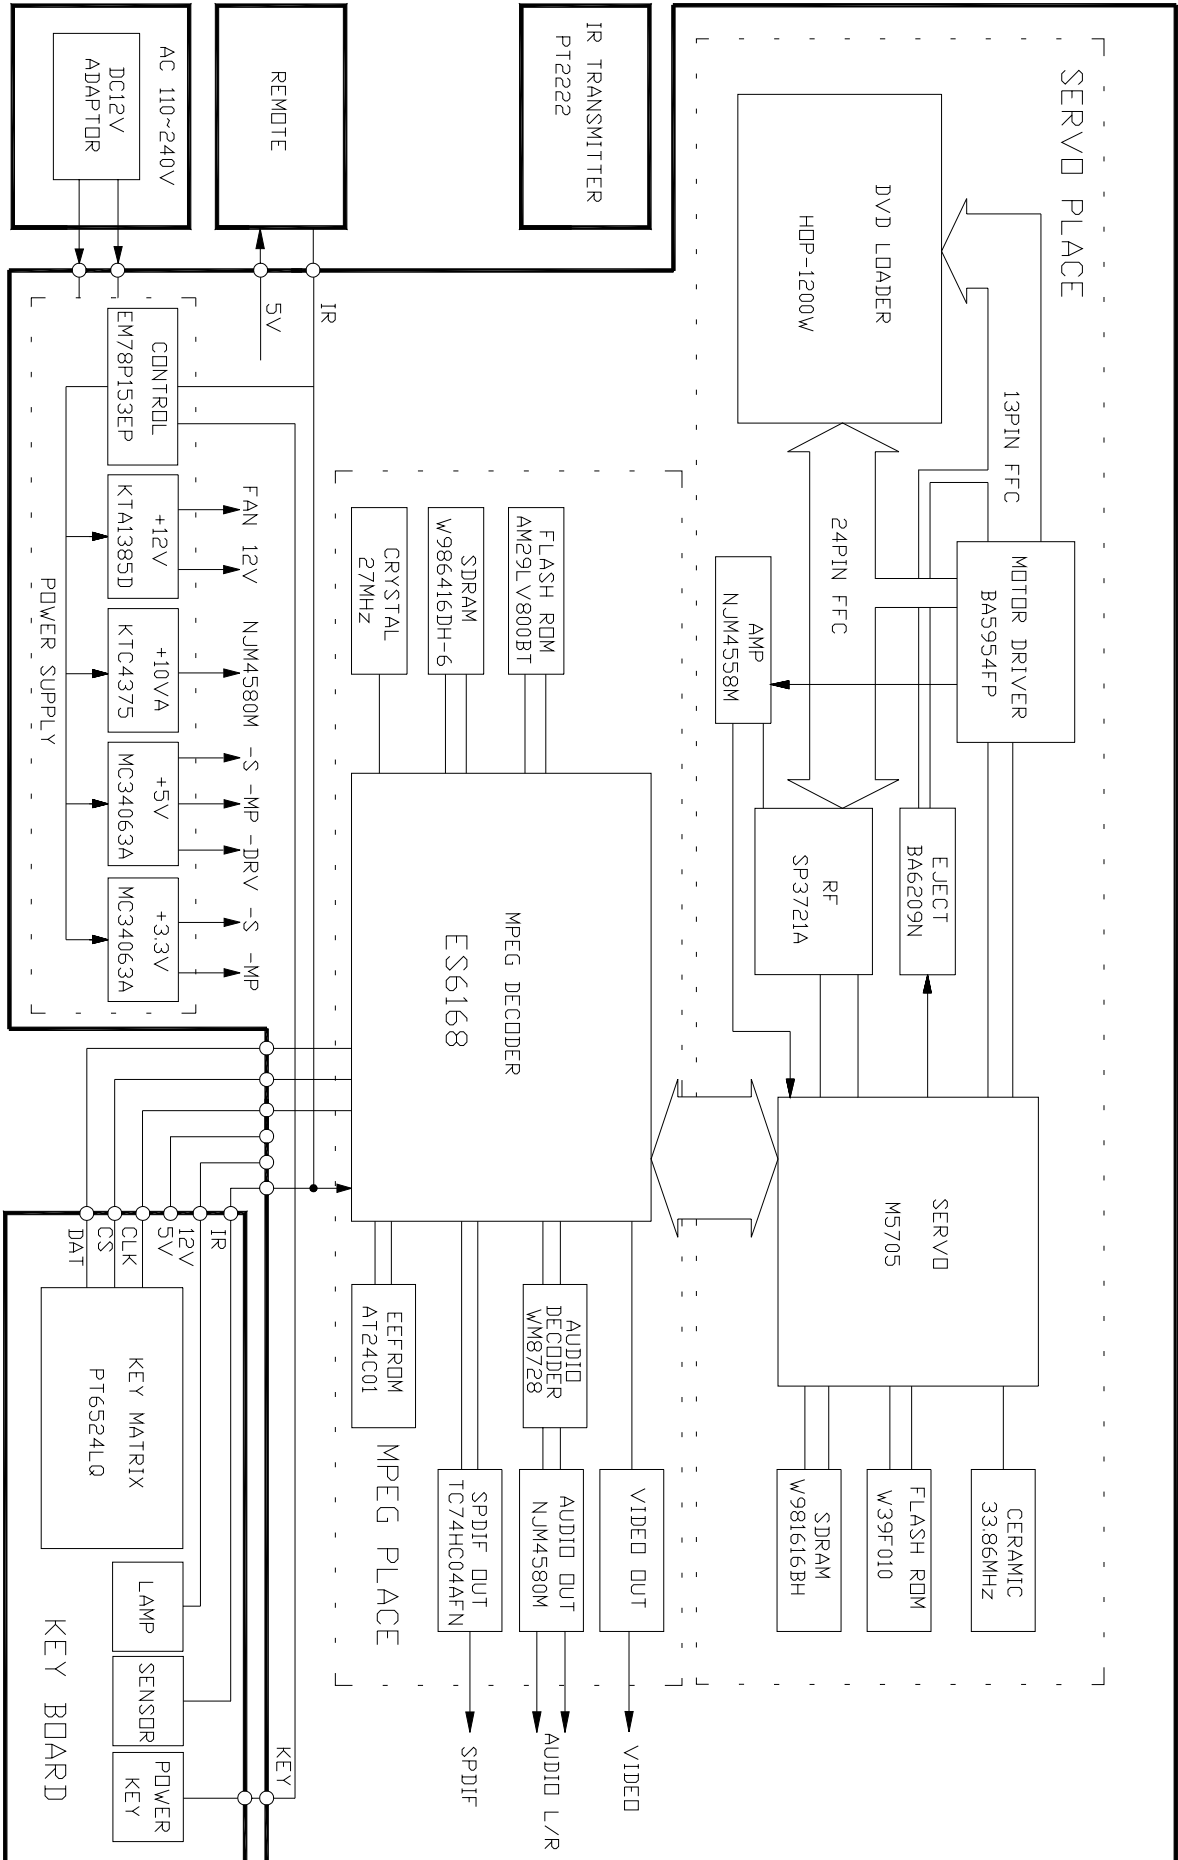 SERVO PLACE
DVD LOADER
HOP-1200W
13PIN FFC
24PIN FFC
MOTOR DRIVER
BA5954FP
AMP
NJM4558M
EJECT
BA6209N
RF
SP3721A
SERVO
M5705
CERAMIC
33.86MHz
FLASH ROM
W39F010
SDRAM
W981616BH
IR TRANSMITTER
PT2222
FLASH ROM
AM29LV800BT
SDRAM
W986416DH-6
CRYSTAL
27MHz
MPEG DECODER
ES6168
AUDIO
DECODER
WM8728
EEFROM
AT24C01
MPEG PLACE
VIDEO OUT
AUDIO OUT
NJM4580M
SPDIF OUT
TC74HC04AFN
VIDEO
AUDIO L/R
SPDIF
REMOTE
IR
5V
AC 110~240V
DC12V
ADAPTOR
CONTROL
EM78P153EP
FAN 12V
+12V
KTA1385D
NJM4580M
+10VA
KTC4375
-S -MP -DRV
+5V
MC34063A
-S -MP
+3.3V
MC34063A
POWER SUPPLY
KEY
IR
12V
5V
CLK
CS
DAT
KEY MATRIX
PT6524LQ
LAMP
SENSOR
POWER
KEY
KEY BOARD